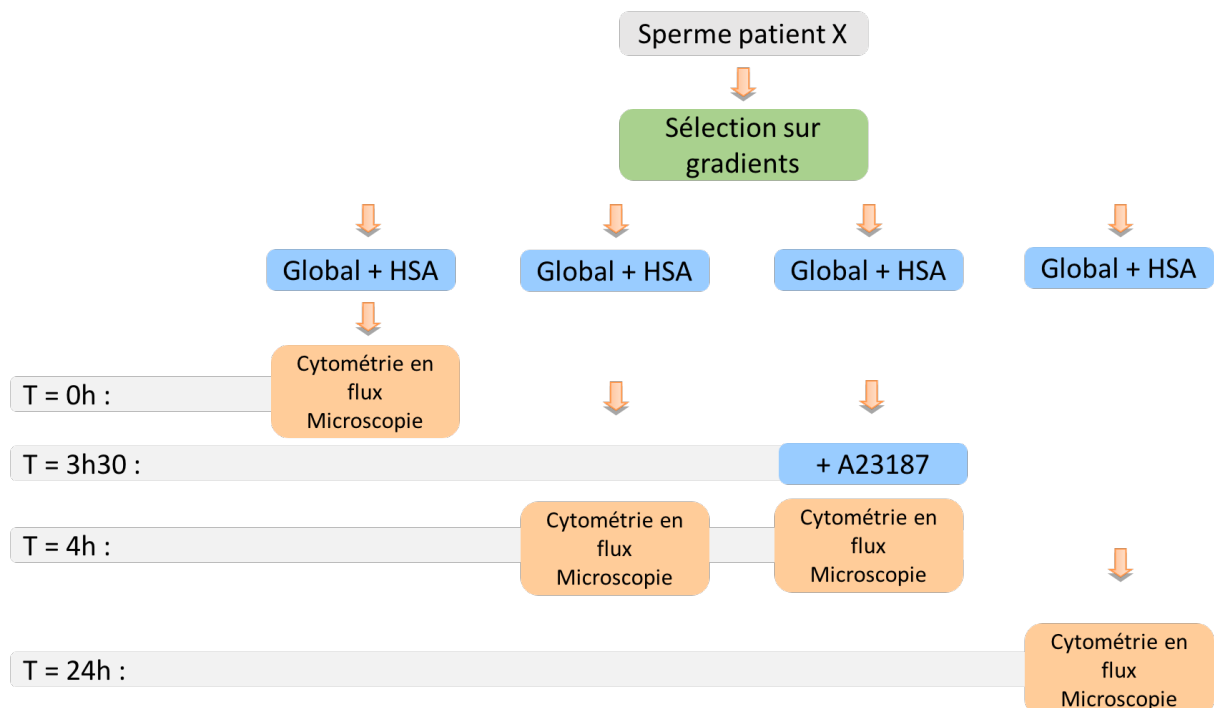 Sperme patient X
Sélection sur
gradients
Global + HSA
Global + HSA
Global + HSA
Global + HSA
T = 0h :
Cytométrie en
flux
Microscopie
T = 3h30 :
+ A23187
T = 4h :
Cytométrie en
flux
Microscopie
Cytométrie en
flux
Microscopie
T = 24h :
Cytométrie en
flux
Microscopie